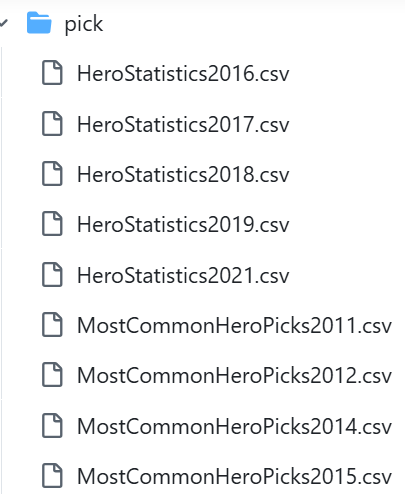 pick
HeroStatistics2016.csv
HeroStatistics2017.csv
HeroStatistics2018.csv
HeroStatistics2019.csv
HeroStatistics2021.csv
MostCommonHeroPicks2011.csv
MostCommonHeroPicks2012.csv
MostCommonHeroPicks2014.csv
MostCommonHeroPicks2015.csv